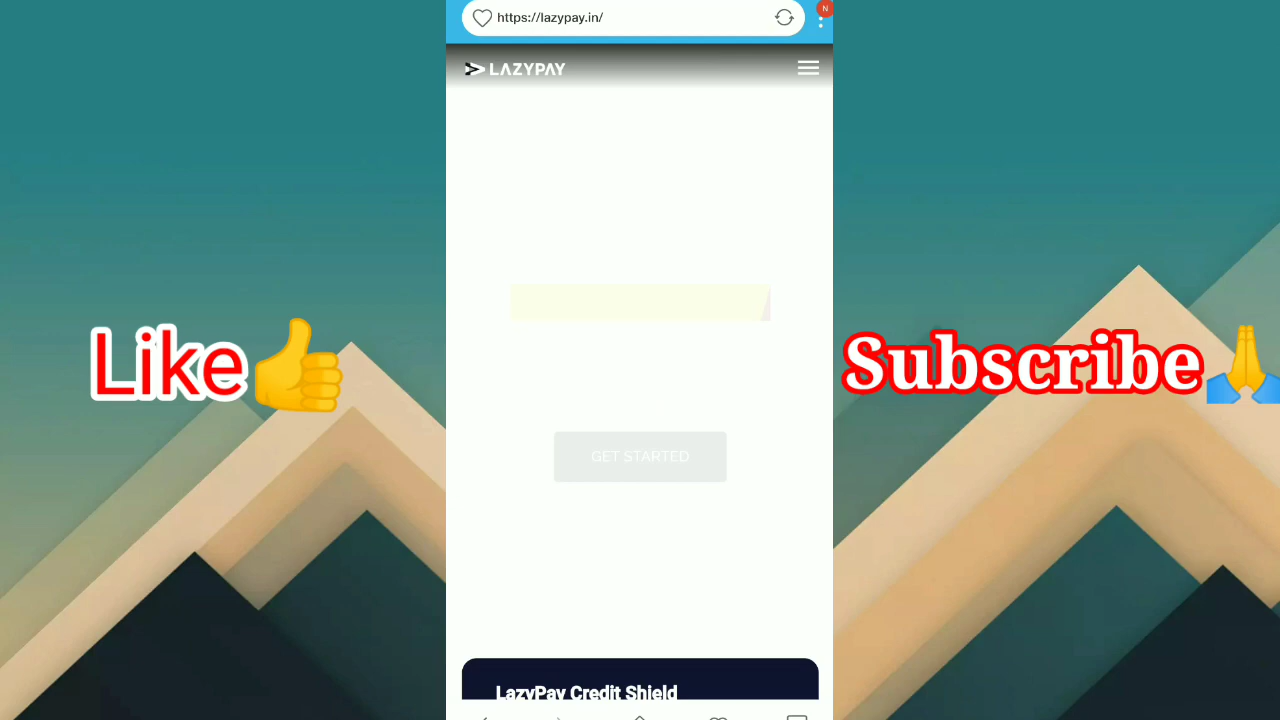 https://lazypay.in/
N
LAZYPAY
Like👍
Subscribe🙏
GET STARTED
LazyPay Credit Shield